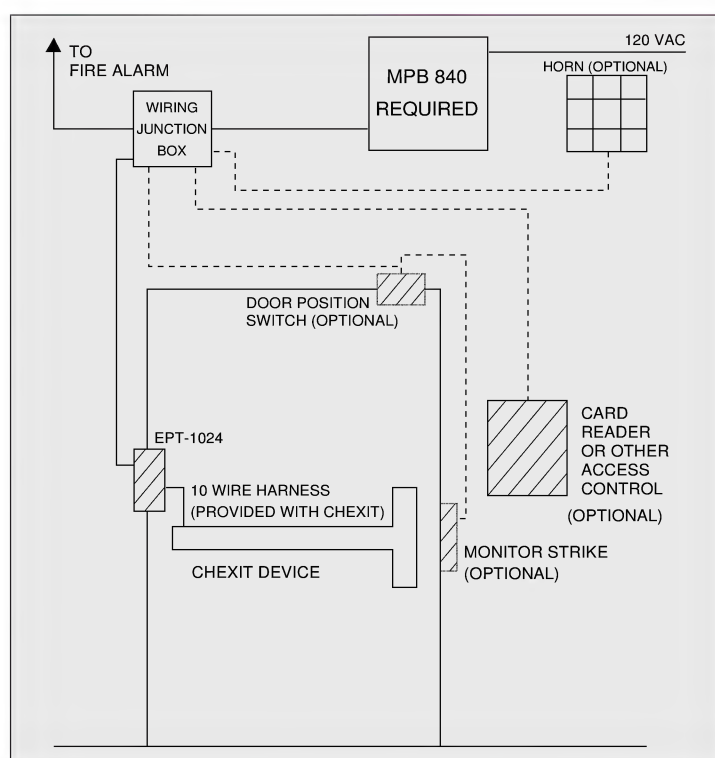 TO
FIRE ALARM
MPB 840
REQUIRED
120 VAC
HORN (OPTIONAL)
WIRING
JUNCTION
BOX
DOOR POSITION
SWITCH (OPTIONAL)
EPT-1024
10 WIRE HARNESS
(PROVIDED WITH CHEXIT)
CHEXIT DEVICE
CARD
READER
OR OTHER
ACCESS
CONTROL
(OPTIONAL)
MONITOR STRIKE
(OPTIONAL)